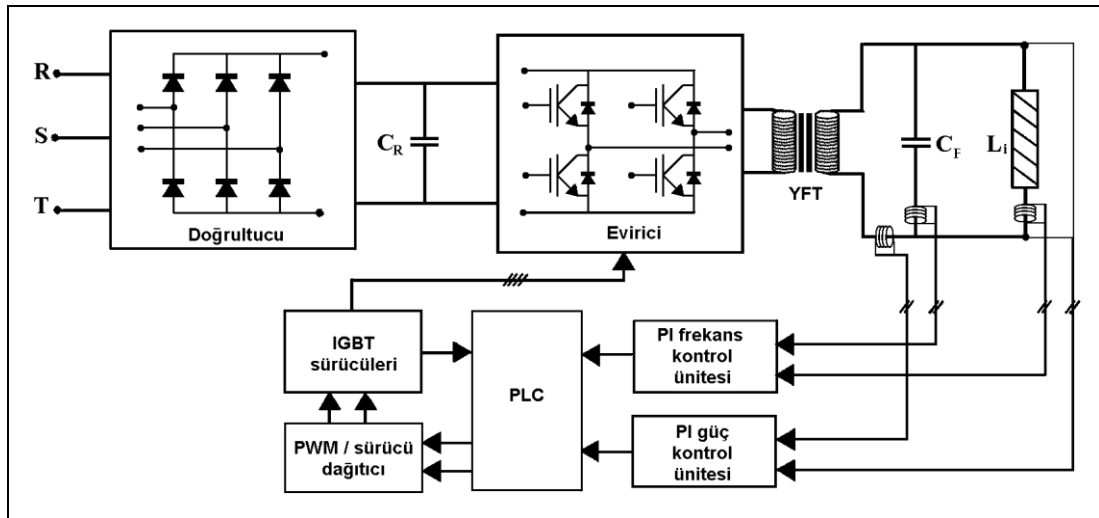 R
S
T
Doğrultucu
C_R
Evirici
YFT
C_F
L_i
IGBT
sürücüleri
PWM / sürücü
dağıtıcı
PLC
PI frekans
kontrol
ünitesi
PI güç
kontrol
ünitesi